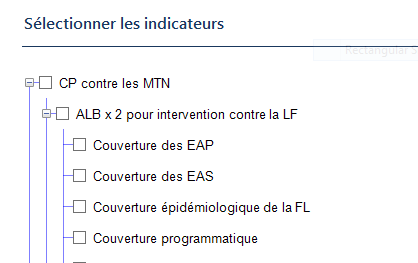 Sélectionner les indicateurs
Rectangular S
CP contre les MTN
ALB x 2 pour intervention contre la LF
Couverture des EAP
Couverture des EAS
Couverture épidémiologique de la FL
Couverture programmatique